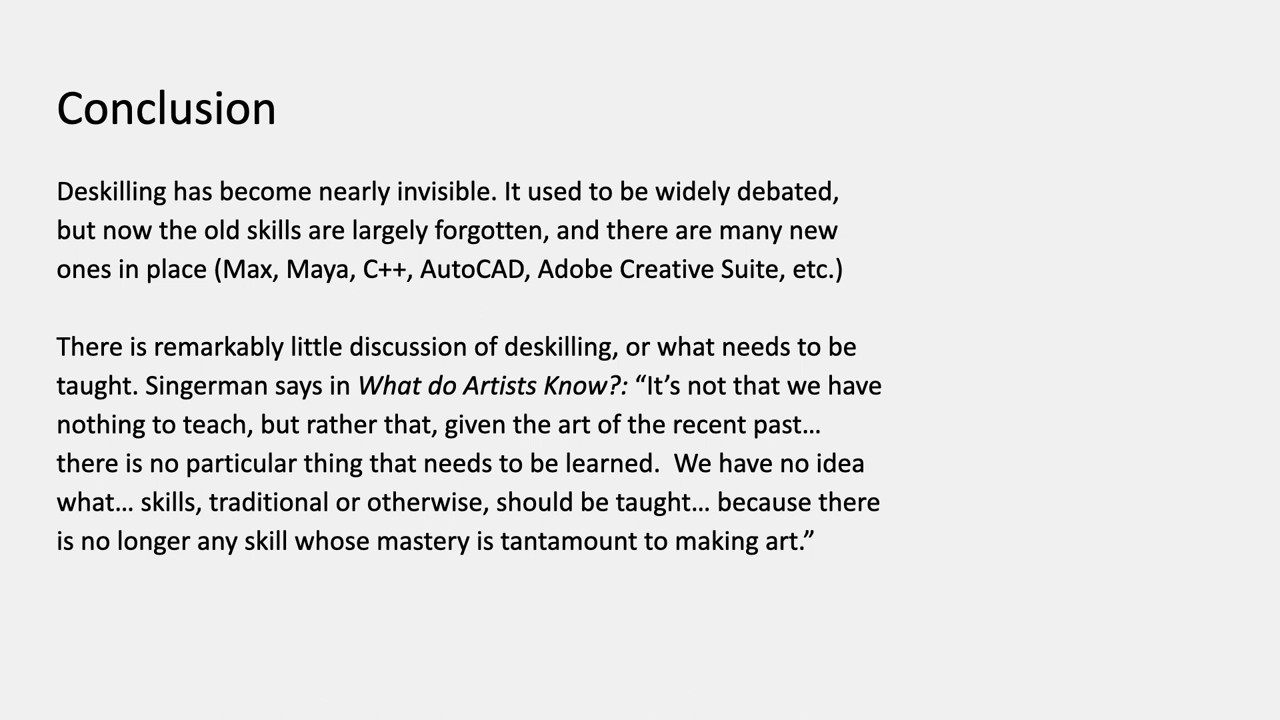 Conclusion
Deskilling has become nearly invisible. It used to be widely debated,
but now the old skills are largely forgotten, and there are many new
ones in place (Max, Maya, C++, AutoCAD, Adobe Creative Suite, etc.)
There is remarkably little discussion of deskilling, or what needs to be
taught. Singerman says in What do Artists Know?: “It’s not that we have
nothing to teach, but rather that, given the art of the recent past…
there is no particular thing that needs to be learned.  We have no idea
what… skills, traditional or otherwise, should be taught… because there
is no longer any skill whose mastery is tantamount to making art.”